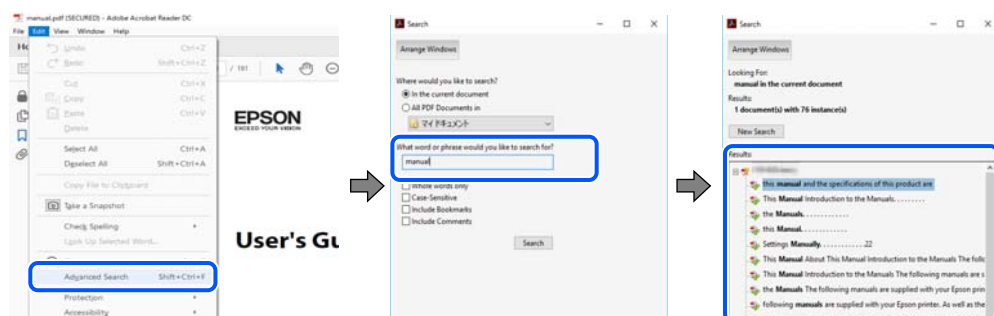 manual.pdf (SECURED) - Adobe Acrobat Reader DC
File Edit View Window Help
Undo Ctrl+Z
Redo Shift+Ctrl+Z
Cut Ctrl+X
Copy Ctrl+C
Paste Ctrl+V
Delete
Select All Ctrl+A
Deselect All Shift+Ctrl+A
Copy File to Clipboard
Take a Snapshot
Check Spelling
Look Up Selected Word...
Advanced Search Shift+Ctrl+F
Protection
Accessibility
/ 181
EPSON
EXCEED YOUR VISION
User's Gu
Search
Arrange Windows
Where would you like to search?
In the current document
All PDF Documents in
マイ ドキュメント
What word or phrase would you like to search for?
manual
Whole words only
Case-Sensitive
Include Bookmarks
Include Comments
Search
Search
Arrange Windows
Looking For:
manual in the current document
Results:
1 document(s) with 76 instance(s)
New Search
Results:
this manual and the specifications of this product are
This Manual Introduction to the Manuals. . . . . . . .
the Manuals. . . . . . . . . . . .
this Manual. . . . . . . . . . . .
Settings Manually. . . . . . . . . . . .22
This Manual About This Manual Introduction to the Manuals The follo
This Manual Introduction to the Manuals The following manuals are s
the Manuals The following manuals are supplied with your Epson prin
following manuals are supplied with your Epson printer. As well as the